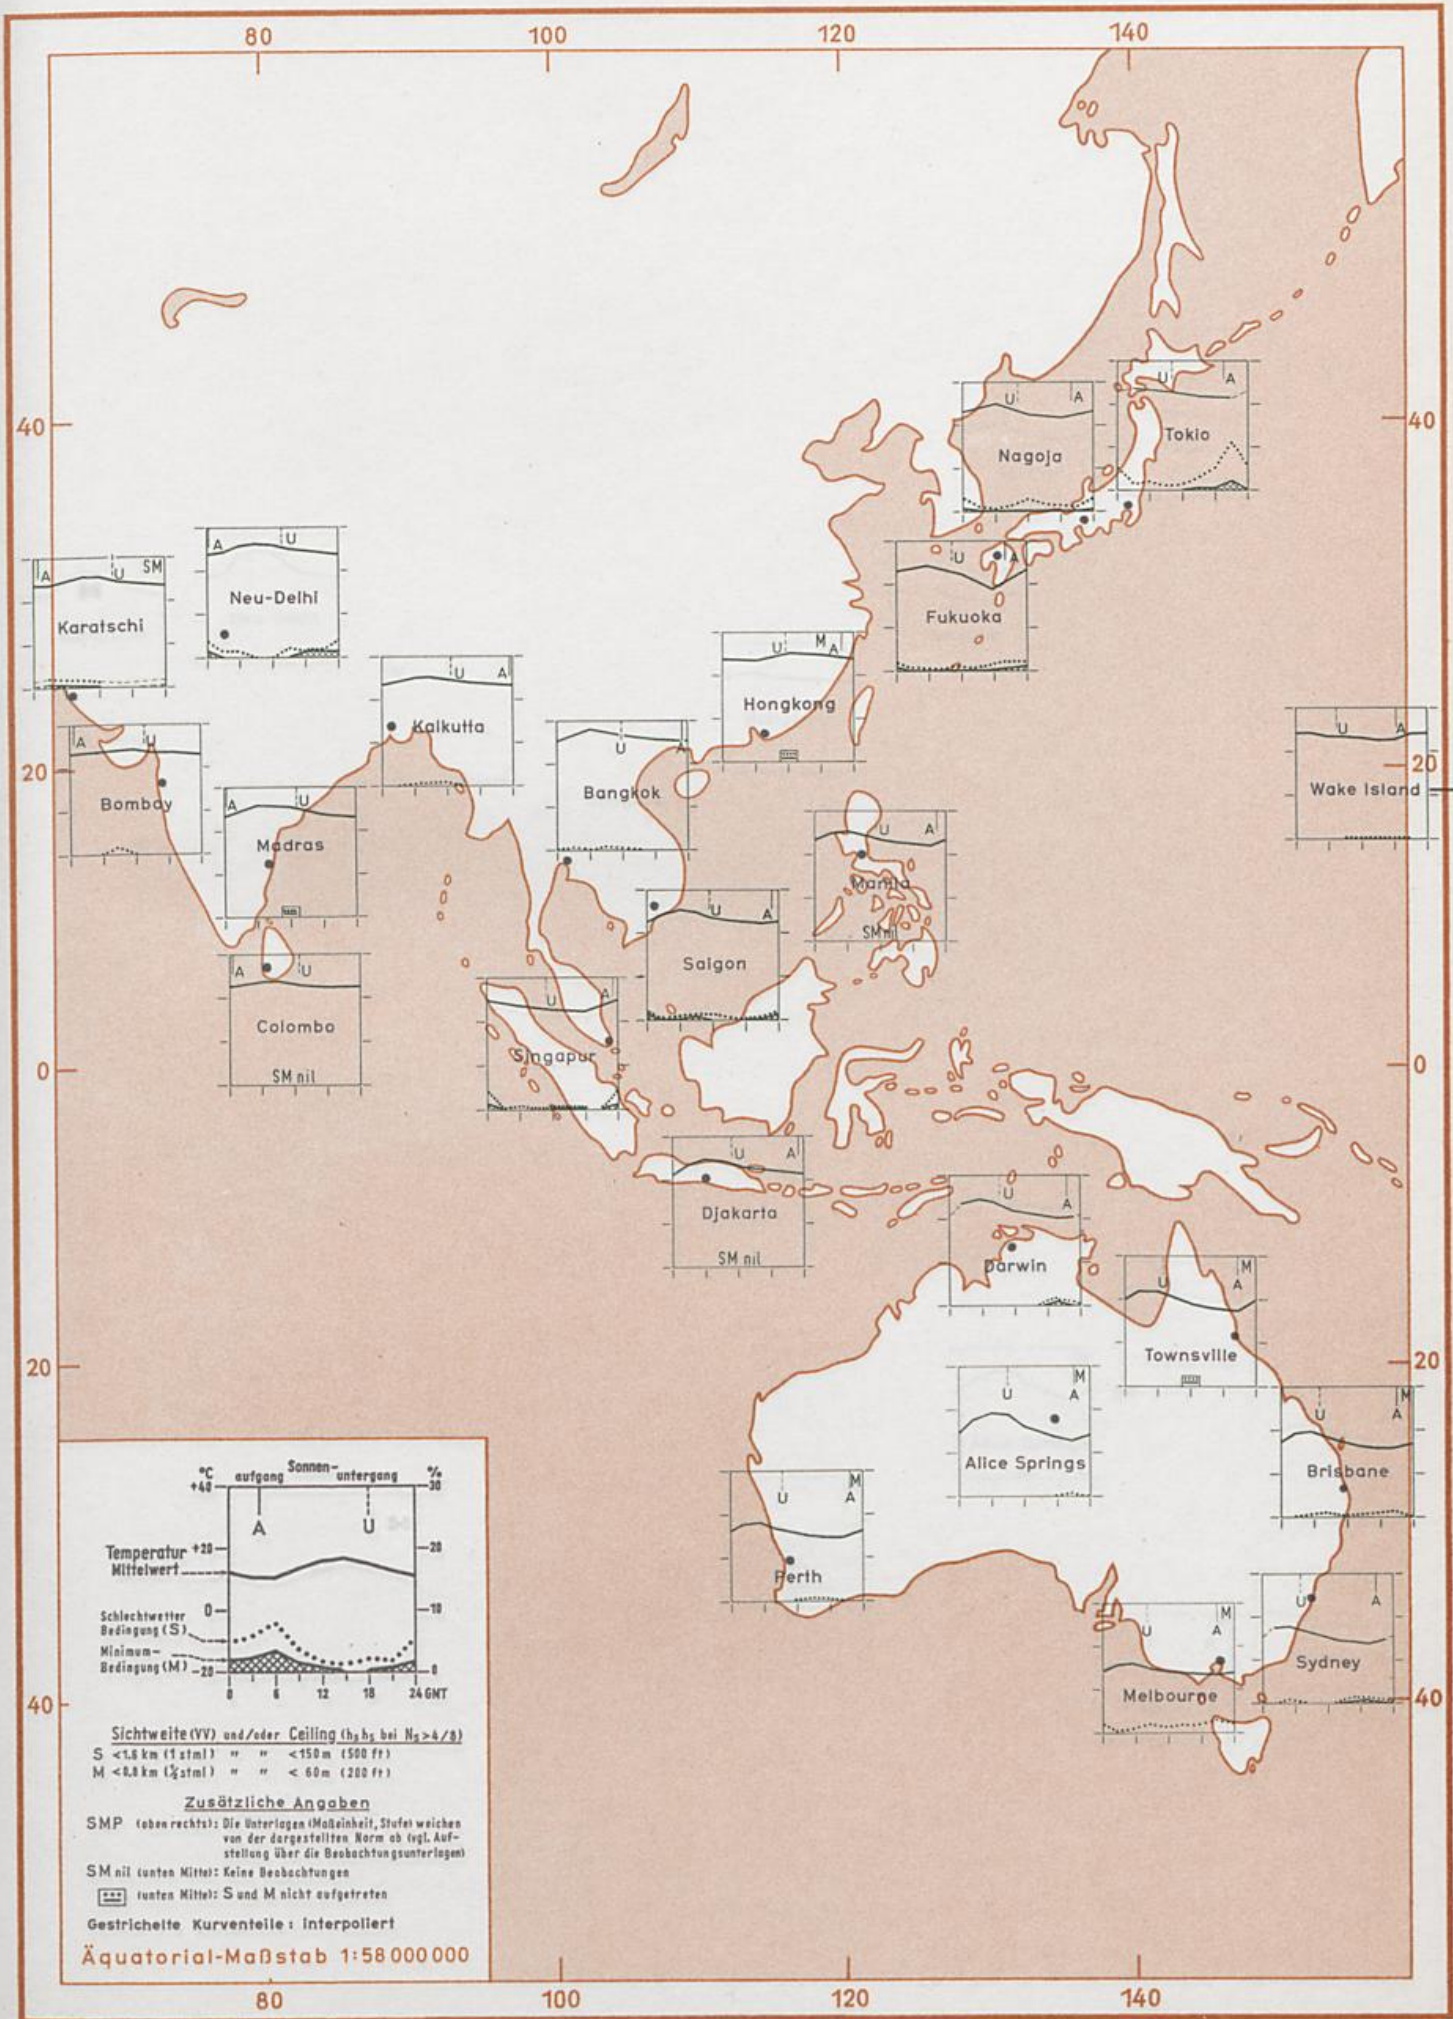 80 100 120 140
U A
Tokio
U A
Nagoja
40 40
A U
Neu-Delhi
A U SM
Karatschi
U A
Fukuoka
U M A
Hongkong
U A
Kalkutta
U A
Bangkok
U A
Wake Island
20 20
A U
Bombay
A U
Madras
U A
Manila
SM nil
U A
Saigon
A U
Colombo
SM nil
U A
Singapur
0 0
U A
Djakarta
SM nil
U A
Darwin
U M
A
Townsville
20 20
M
U A
Alice Springs
M
U A
Brisbane
M
U A
Perth
U A
Sydney
M
U A
Melbourne
40 40
°C Sonnen- %
aufgang untergang
+40 30
A U
Temperatur +20 20
Mittelwert
0 10
Schlechtwetter
Bedingung (S)
Minimum-
Bedingung (M) -20 0
0 6 12 18 24 GMT
Sichtweite (VV) und/oder Ceiling (hshs bei Ns>4/8)
S <1.6 km (1 stml) " " <150 m (500 ft)
M <0.8 km (½ stml) " " < 60 m (200 ft)
Zusätzliche Angaben
SMP (oben rechts): Die Unterlagen (Maßeinheit, Stufe) weichen
von der dargestellten Norm ab (vgl. Auf-
stellung über die Beobachtungsunterlagen)
SM nil (unten Mitte): Keine Beobachtungen
(unten Mitte): S und M nicht aufgetreten
Gestrichelte Kurventeile: interpoliert
Äquatorial-Maßstab 1:58 000 000
80 100 120 140